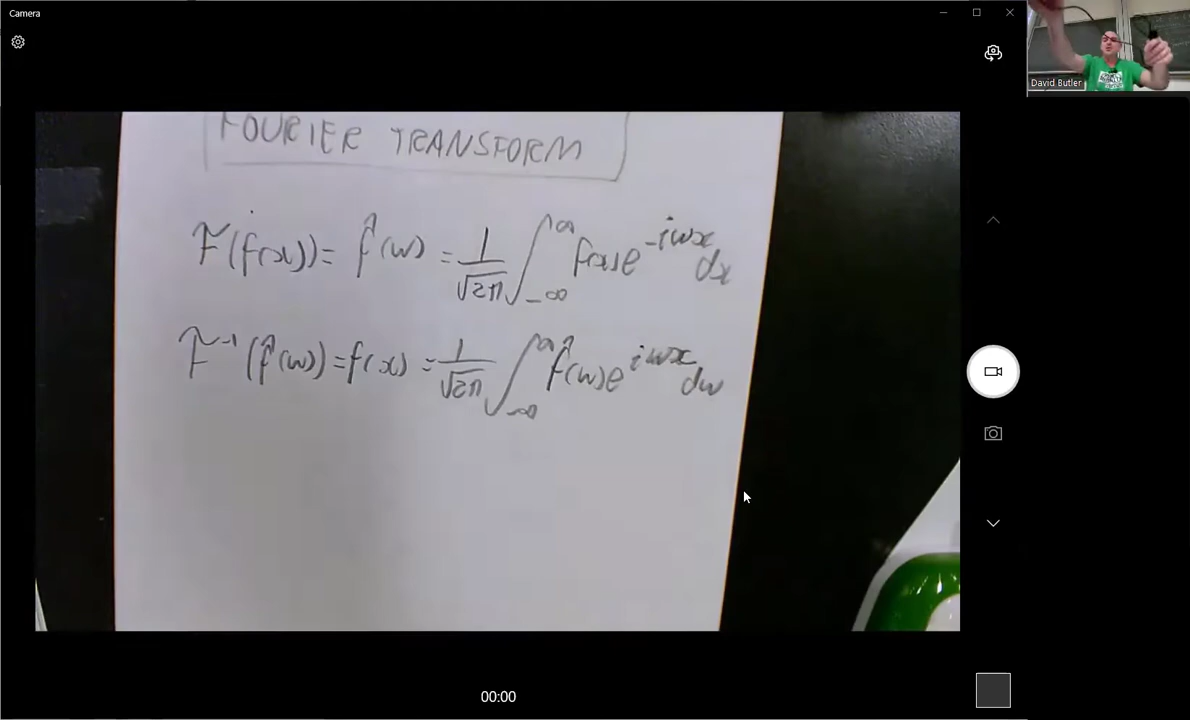 Camera
David Butler
FOURIER TRANSFORM
F(f(x)) = f̂(w) = 1/√2π ∫_{-∞}^{∞} f(x)e^{-iwx} dx
F⁻¹(f̂(w)) = f(x) = 1/√2π ∫_{-∞}^{∞} f̂(w)e^{iwx} dw
00:00